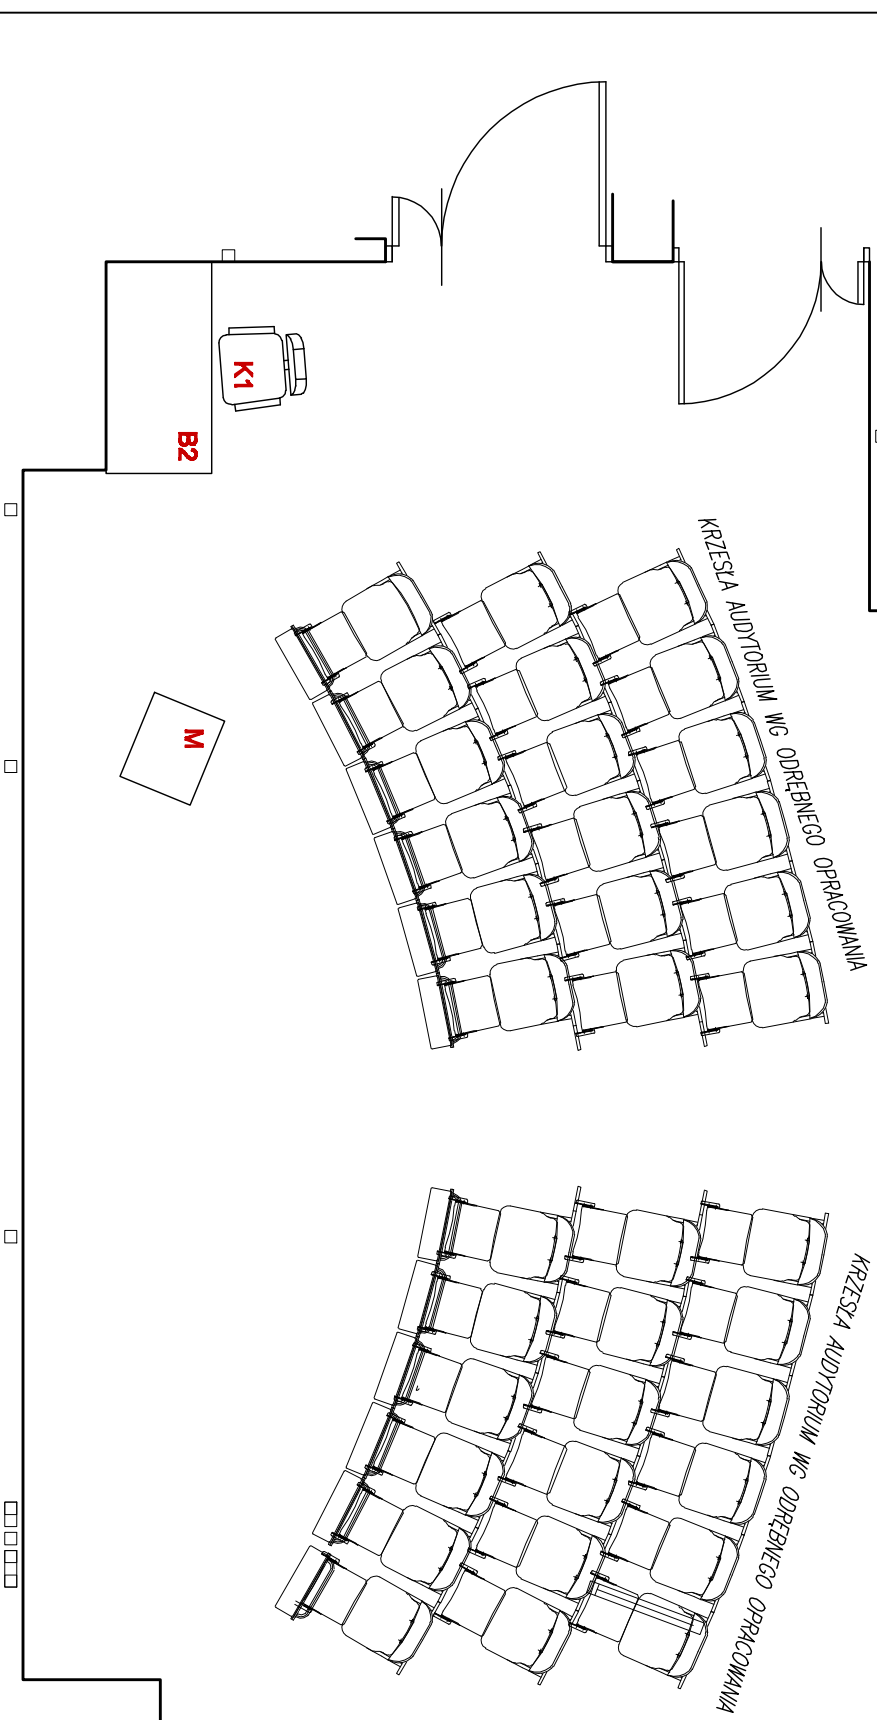 K1
B2
KRZESŁA AUDYTORIUM WG ODRĘBNEGO OPRACOWANIA
M
KRZESŁA AUDYTORIUM WG ODRĘBNEGO OPRACOWANIA